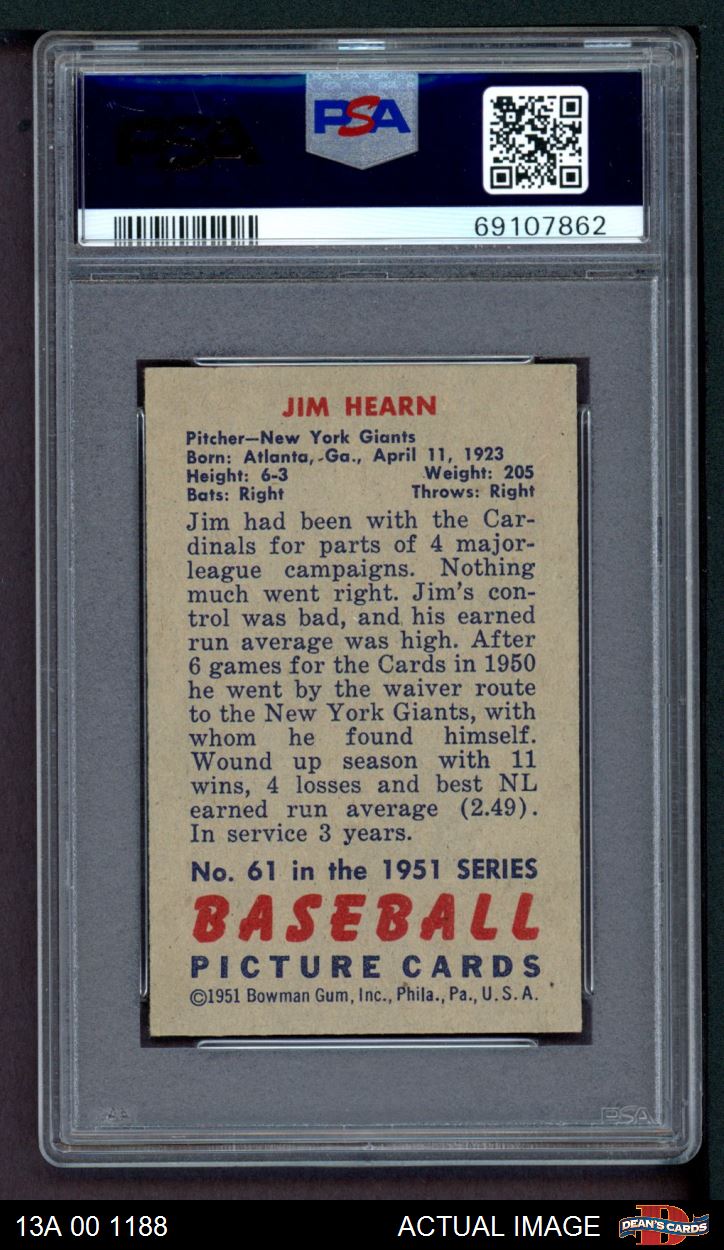 PSA
PSA
69107862
JIM HEARN
Pitcher—New York Giants
Born: Atlanta, Ga., April 11, 1923
Height: 6-3 Weight: 205
Bats: Right Throws: Right
Jim had been with the Car-
dinals for parts of 4 major-
league campaigns. Nothing
much went right. Jim's con-
trol was bad, and his earned
run average was high. After
6 games for the Cards in 1950
he went by the waiver route
to the New York Giants, with
whom he found himself.
Wound up season with 11
wins, 4 losses and best NL
earned run average (2.49).
In service 3 years.
No. 61 in the 1951 SERIES
BASEBALL
PICTURE CARDS
©1951 Bowman Gum, Inc., Phila., Pa., U.S.A.
PSA
13A 00 1188 ACTUAL IMAGE DEAN'S CARDS